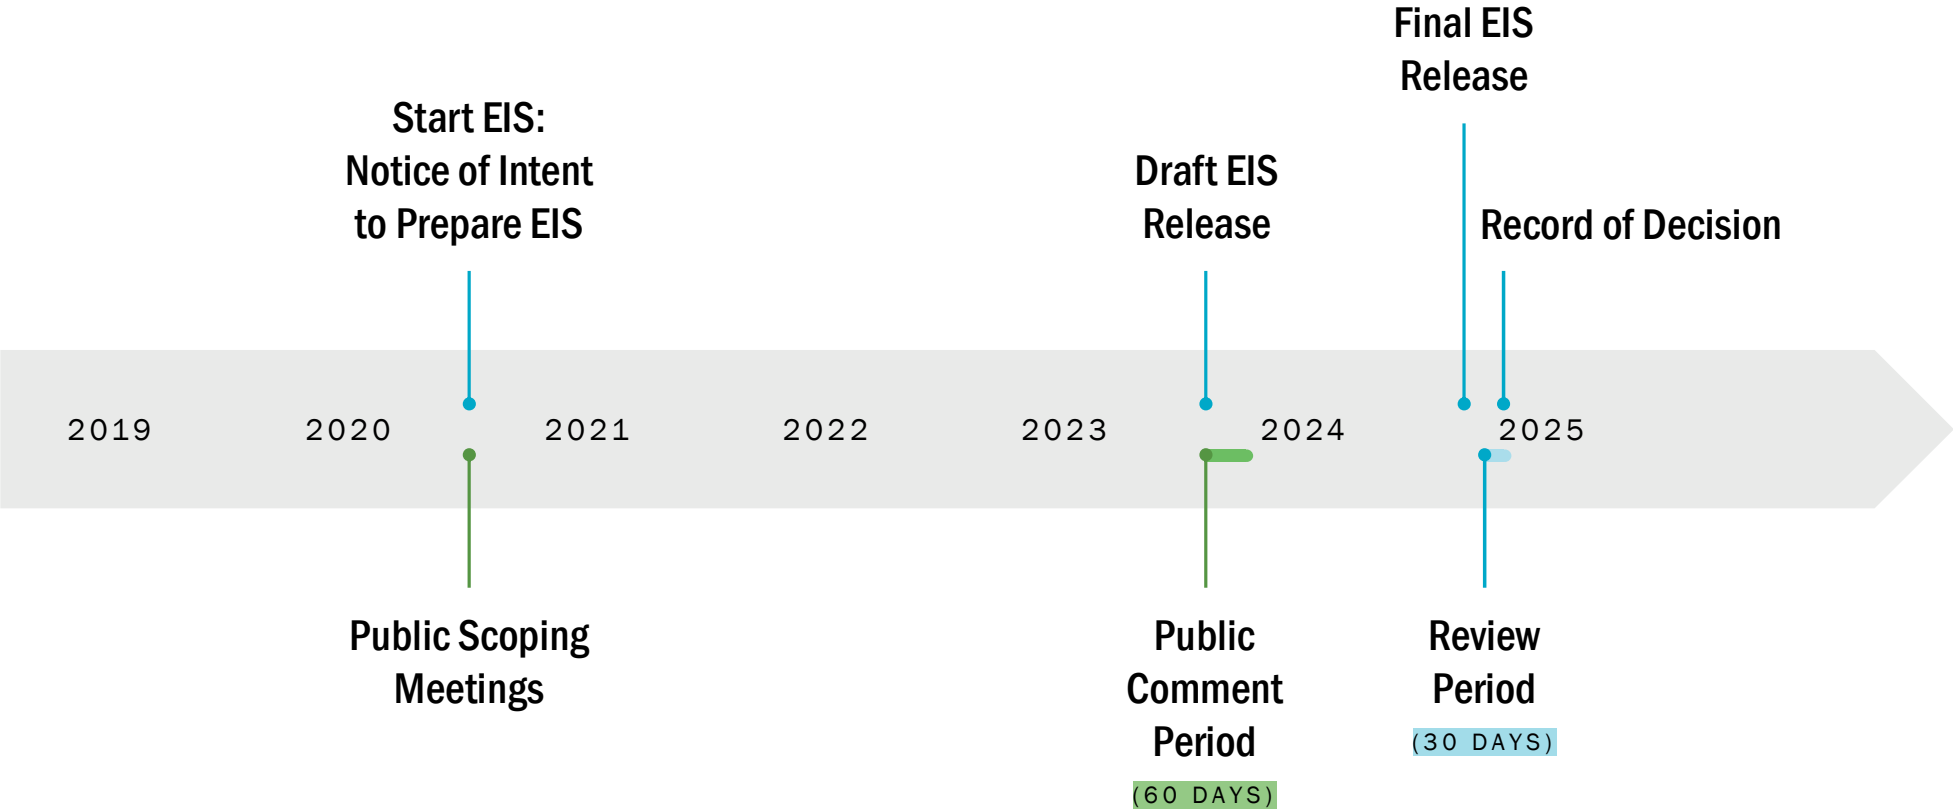 Final EIS
Release
Start EIS:
Notice of Intent
to Prepare EIS
Draft EIS
Release
Record of Decision
2019
2020
2021
2022
2023
2024
2025
Public Scoping
Meetings
Public
Comment
Period
(60 DAYS)
Review
Period
(30 DAYS)